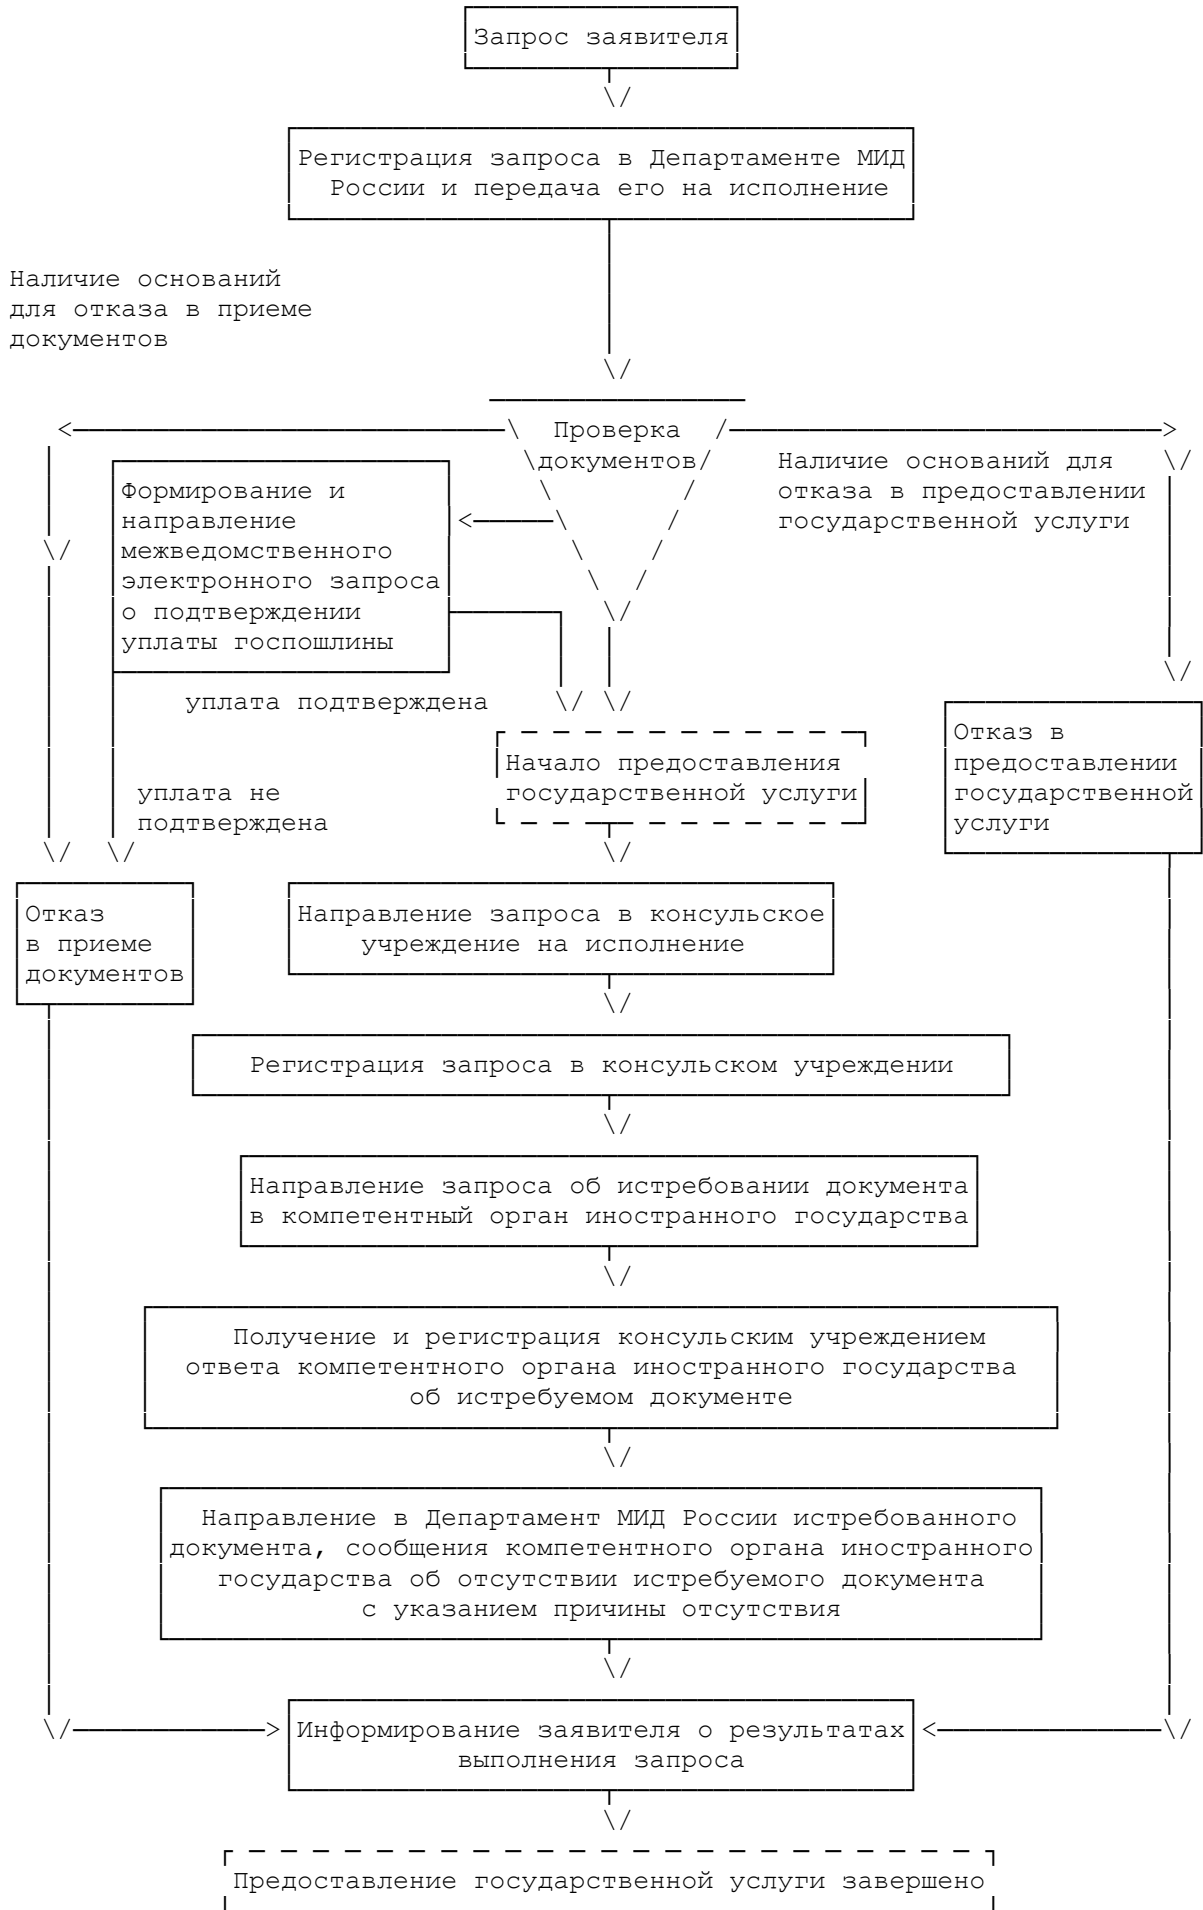 Запрос заявителя
Регистрация запроса в Департаменте МИД
России и передача его на исполнение
Наличие оснований
для отказа в приеме
документов
Проверка
документов
Наличие оснований для
отказа в предоставлении
государственной услуги
Формирование и
направление
межведомственного
электронного запроса
о подтверждении
уплаты госпошлины
уплата подтверждена
уплата не
подтверждена
Начало предоставления
государственной услуги
Отказ в
предоставлении
государственной
услуги
Отказ
в приеме
документов
Направление запроса в консульское
учреждение на исполнение
Регистрация запроса в консульском учреждении
Направление запроса об истребовании документа
в компетентный орган иностранного государства
Получение и регистрация консульским учреждением
ответа компетентного органа иностранного государства
об истребуемом документе
Направление в Департамент МИД России истребованного
документа, сообщения компетентного органа иностранного
государства об отсутствии истребуемого документа
с указанием причины отсутствия
Информирование заявителя о результатах
выполнения запроса
Предоставление государственной услуги завершено